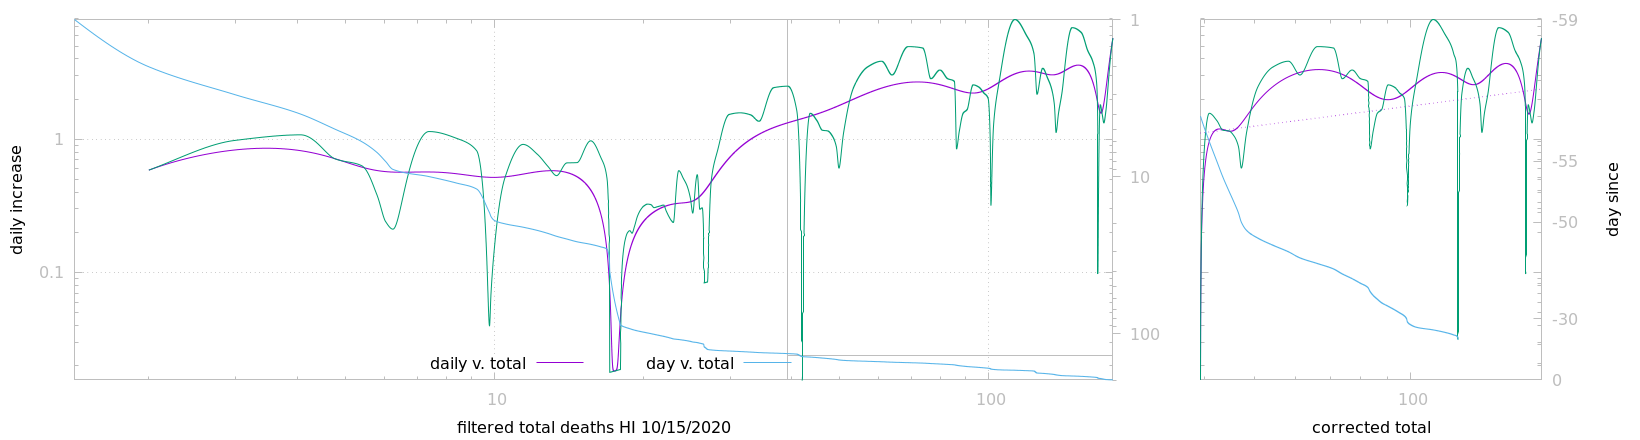 1
-59
1
daily increase
-55
10
day since
-50
0.1
-30
100
daily v. total
day v. total
0
10
100
100
filtered total deaths HI 10/15/2020
corrected total